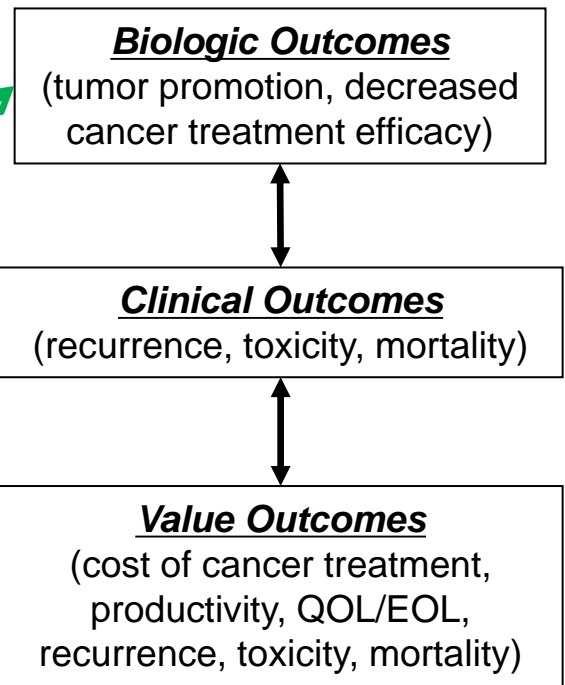 Biologic Outcomes
(tumor promotion, decreased
cancer treatment efficacy)
Clinical Outcomes
(recurrence, toxicity, mortality)
Value Outcomes
(cost of cancer treatment,
productivity, QOL/EOL,
recurrence, toxicity, mortality)